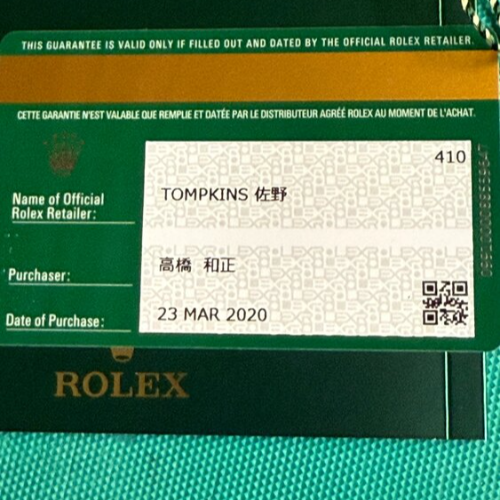 THIS GUARANTEE IS VALID ONLY IF FILLED OUT AND DATED BY THE OFFICIAL ROLEX RETAILER.
CETTE GARANTIE N'EST VALABLE QUE REMPLIE ET DATÉE PAR LE DISTRIBUTEUR AGRÉÉ ROLEX AU MOMENT DE L'ACHAT.
410
Name of Official
Rolex Retailer:
TOMPKINS 佐野
Purchaser:
高橋 和正
Date of Purchase:
23 MAR 2020
ROLEX